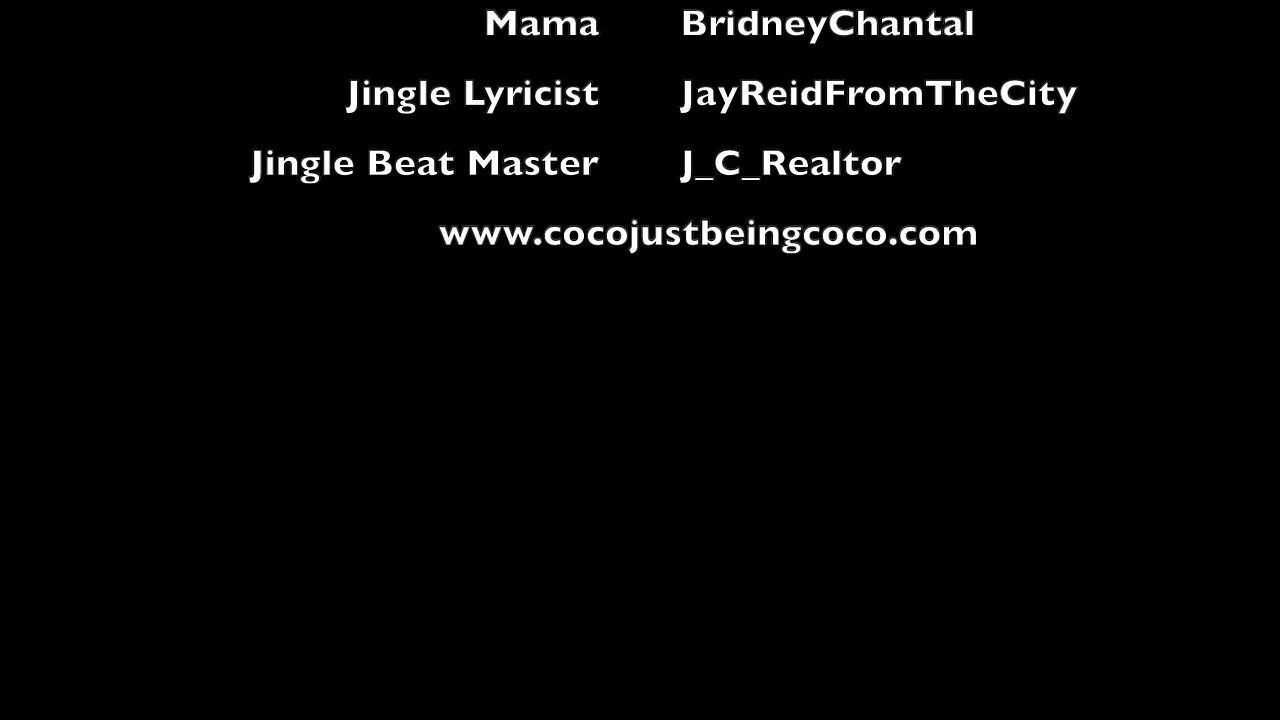 Mama BridneyChantal
Jingle Lyricist JayReidFromTheCity
Jingle Beat Master J_C_Realtor
www.cocojustbeingcoco.com